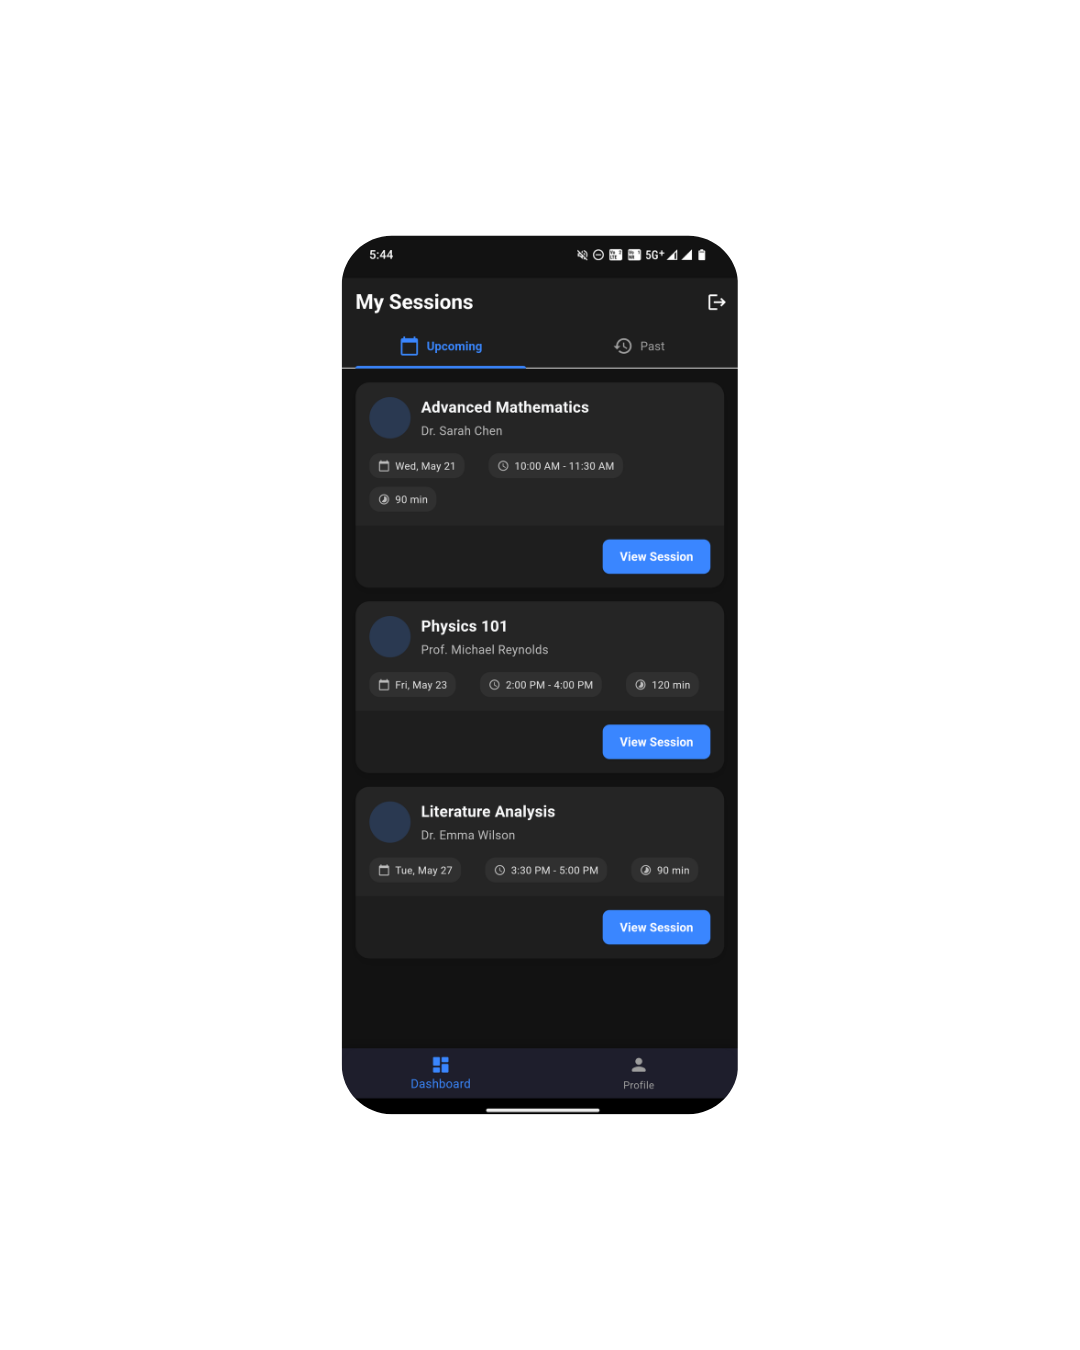 5:44
5G+
My Sessions
Upcoming
Past
Advanced Mathematics
Dr. Sarah Chen
Wed, May 21
10:00 AM - 11:30 AM
90 min
View Session
Physics 101
Prof. Michael Reynolds
Fri, May 23
2:00 PM - 4:00 PM
120 min
View Session
Literature Analysis
Dr. Emma Wilson
Tue, May 27
3:30 PM - 5:00 PM
90 min
View Session
Dashboard
Profile